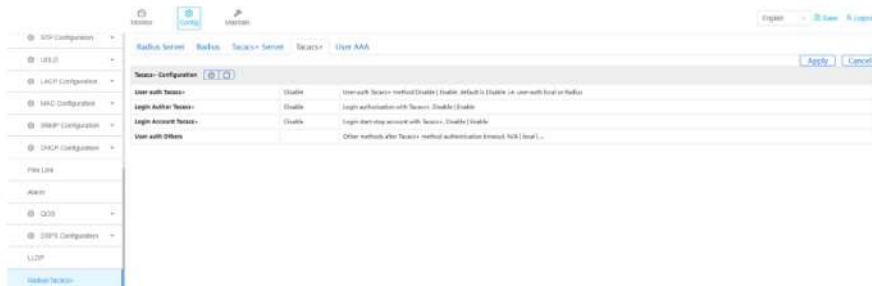 Monitor
Config
Maintain
English
Save
Logout
STP Configuration
Radius Server
Radius
Tacacs+ Server
Tacacs+
User AAA
Apply
Cancel
LACP Configuration
Tacacs+ Configuration
User auth Tacacs+ Disable User auth Tacacs+ method Disable | Enable. default is Disable. i.e. user auth local or Radius
MAC Configuration
Login Author Tacacs+ Disable Login authorization with Tacacs+. Disable | Enable
Login Account Tacacs+ Disable Login start-stop account with Tacacs+. Disable | Enable
User auth Others Other methods after Tacacs+ method authentication timeout. N/A | local | ...
SNMP Configuration
DHCP Configuration
Flex Link
Alarm
QOS
Configuration
LLDP
Radius/Tacacs+